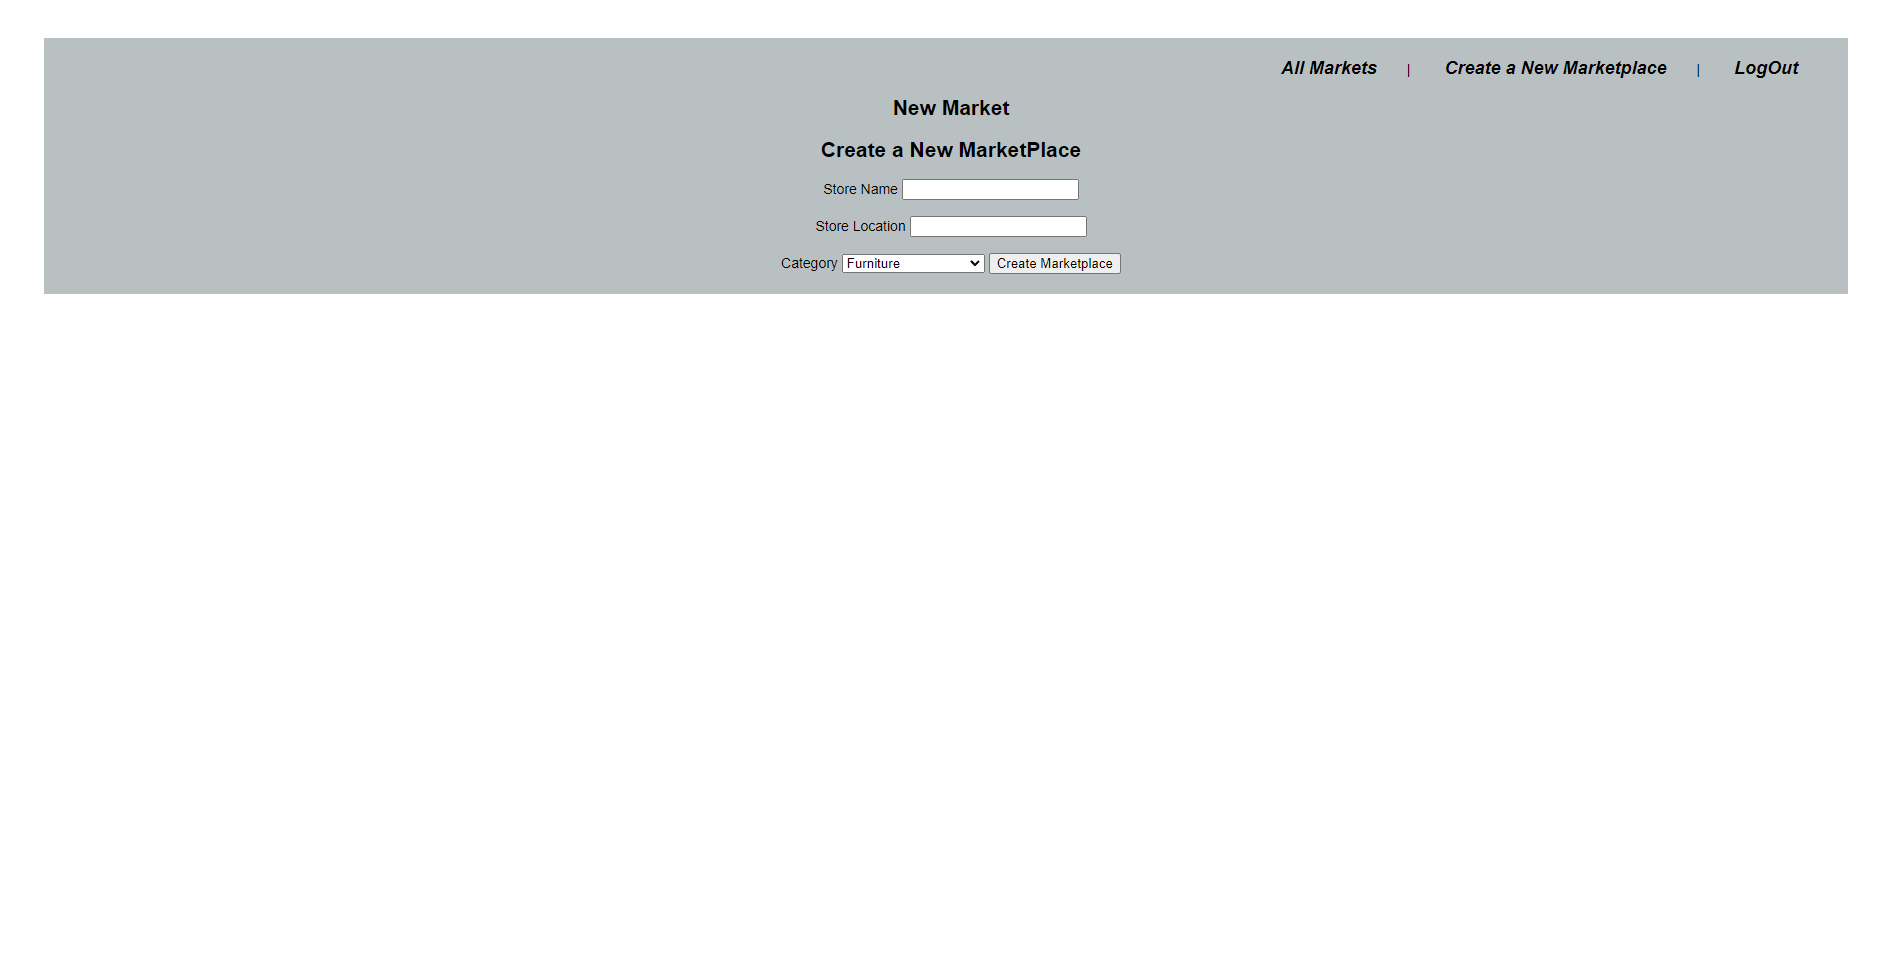 All Markets | Create a New Marketplace | LogOut
New Market
Create a New MarketPlace
Store Name
Store Location
Category Furniture Create Marketplace